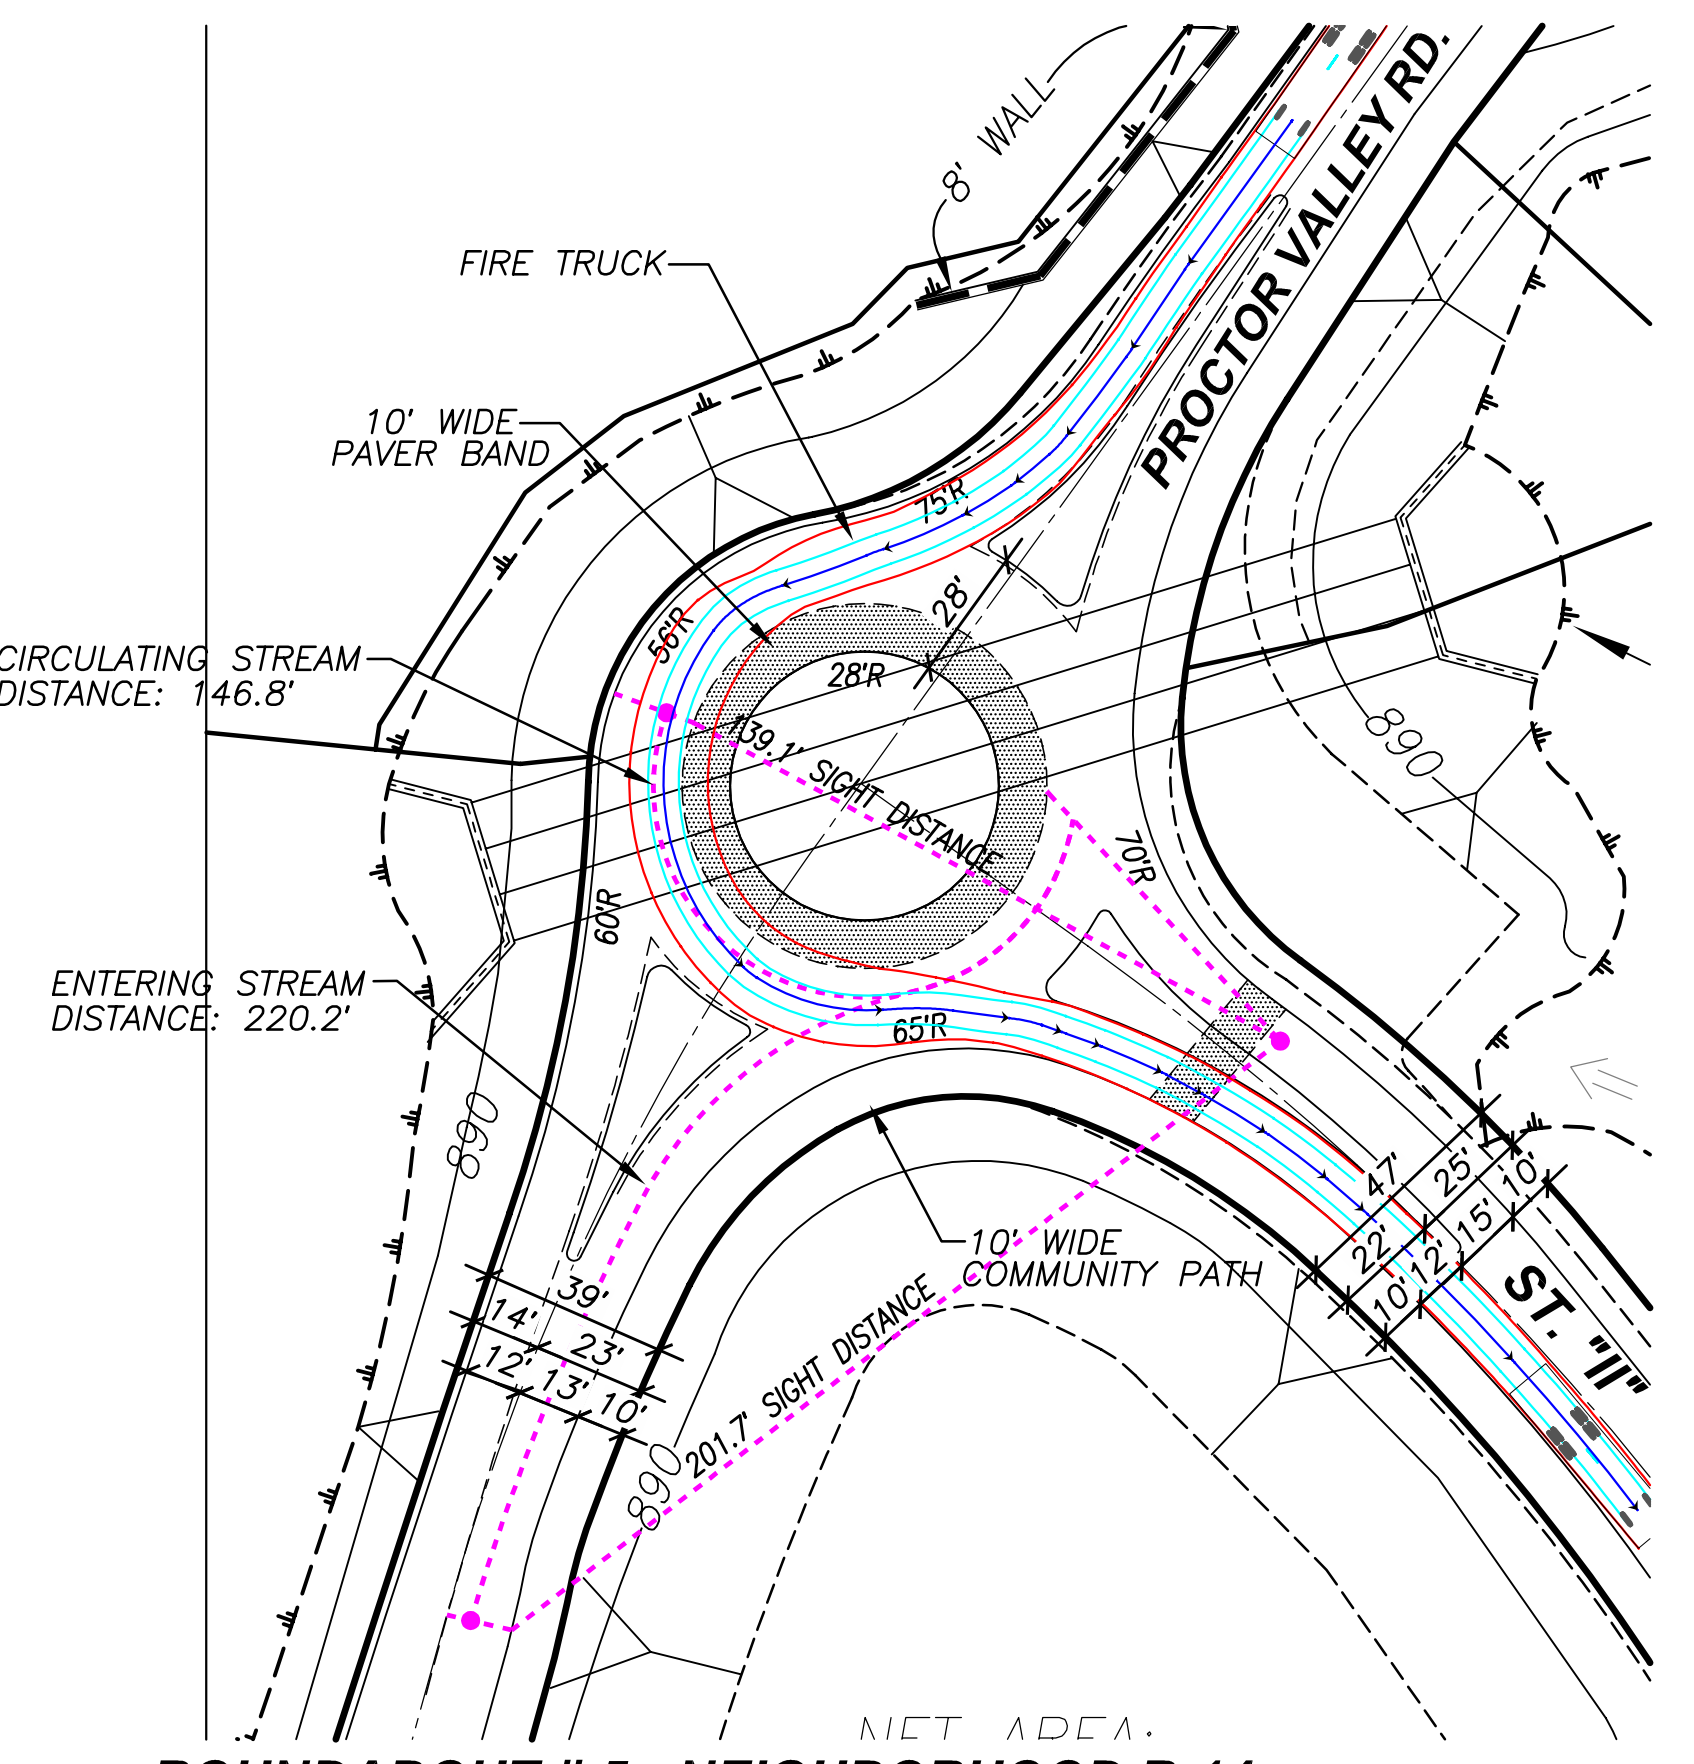 8' WALL
PROCTOR VALLEY RD.
FIRE TRUCK
10' WIDE
PAVER BAND
75'R
28'
56'R
28'R
CIRCULATING STREAM
DISTANCE: 146.8'
139.1' SIGHT DISTANCE
890
70'R
60'R
ENTERING STREAM
DISTANCE: 220.2'
65'R
890
47'
25'
10'
22'
12'
15'
10'
10' WIDE
COMMUNITY PATH
39'
14'
23'
12'
13'
10'
ST. "II"
201.7' SIGHT DISTANCE
890
NET AREA: